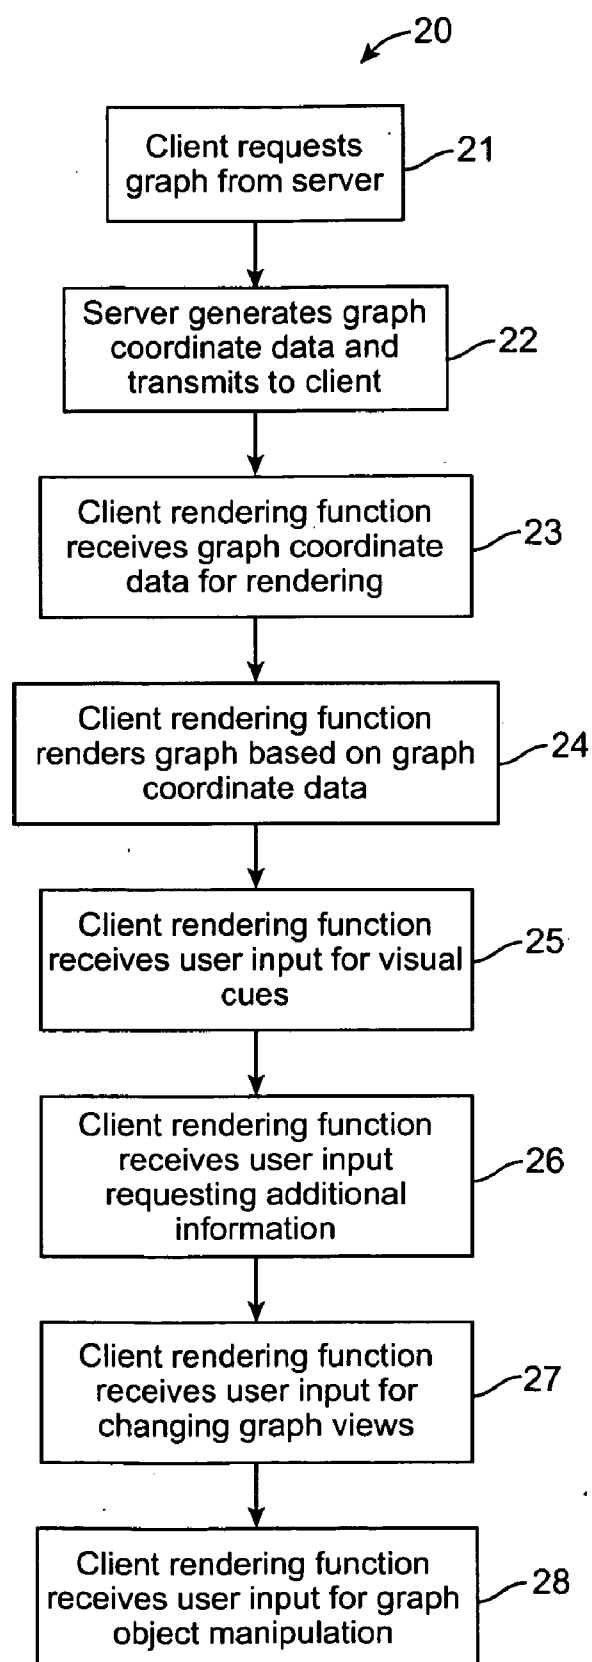 20
Client requests
graph from server
21
Server generates graph
coordinate data and
transmits to client
22
Client rendering function
receives graph coordinate
data for rendering
23
Client rendering function
renders graph based on graph
coordinate data
24
Client rendering function
receives user input for visual
cues
25
Client rendering function
receives user input
requesting additional
information
26
Client rendering function
receives user input for
changing graph views
27
Client rendering function
receives user input for graph
object manipulation
28